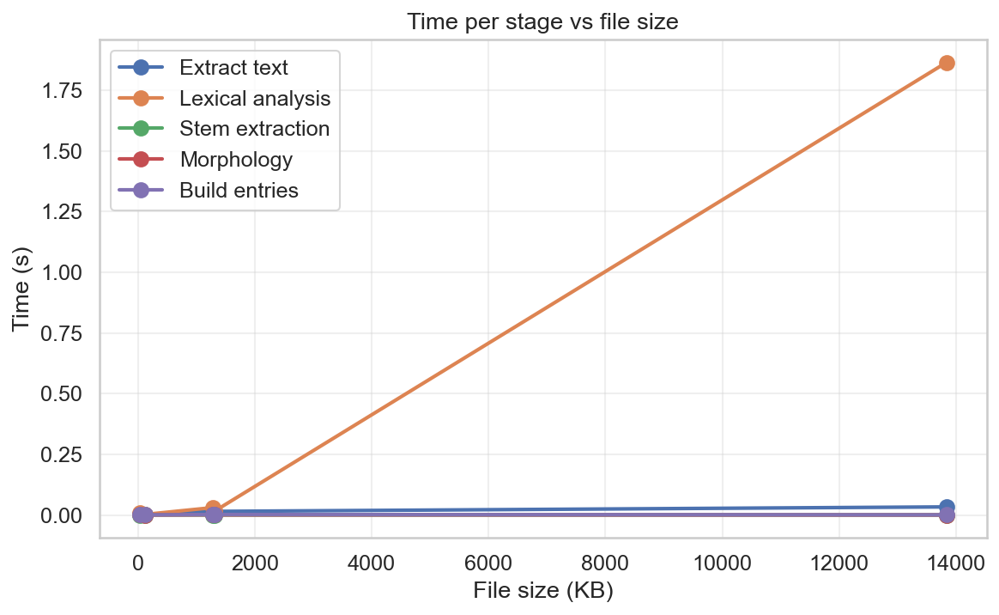 Time per stage vs file size
Extract text
Lexical analysis
Stem extraction
Morphology
Build entries
1.75
1.50
1.25
1.00
0.75
0.50
0.25
0.00
Time (s)
0 2000 4000 6000 8000 10000 12000 14000
File size (KB)